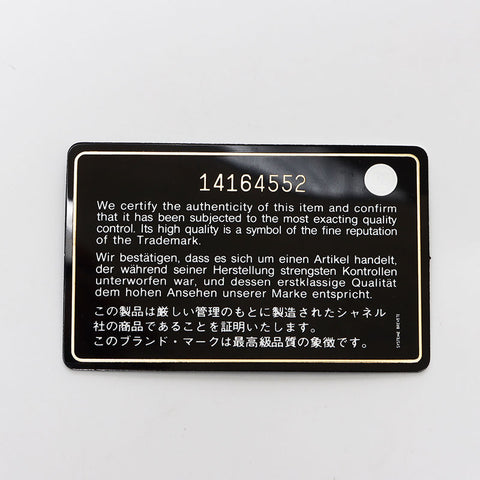 14164552
We certify the authenticity of this item and confirm
that it has been subjected to the most exacting quality
control. Its high quality is a symbol of the fine reputation
of the Trademark.
Wir bestätigen, dass es sich um einen Artikel handelt,
der während seiner Herstellung strengsten Kontrollen
unterworfen war, und dessen erstklassige Qualität
dem hohen Ansehen unserer Marke entspricht.
この製品は厳しい管理のもとに製造されたシャネル
社の商品であることを証明いたします。
このブランド・マークは最高級品質の象徴です。
SYSTEME BREVETE